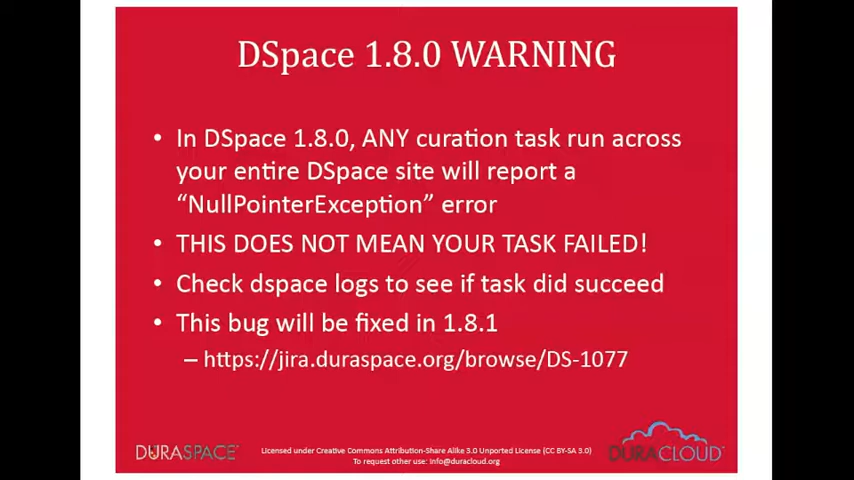 DSpace 1.8.0 WARNING
• In DSpace 1.8.0, ANY curation task run across
your entire DSpace site will report a
“NullPointerException” error
• THIS DOES NOT MEAN YOUR TASK FAILED!
• Check dspace logs to see if task did succeed
• This bug will be fixed in 1.8.1
– https://jira.duraspace.org/browse/DS-1077
DURASPACE
Licensed under Creative Commons Attribution-Share Alike 3.0 Unported License (CC BY-SA 3.0)
To request other use: info@duracloud.org
DURACLOUD